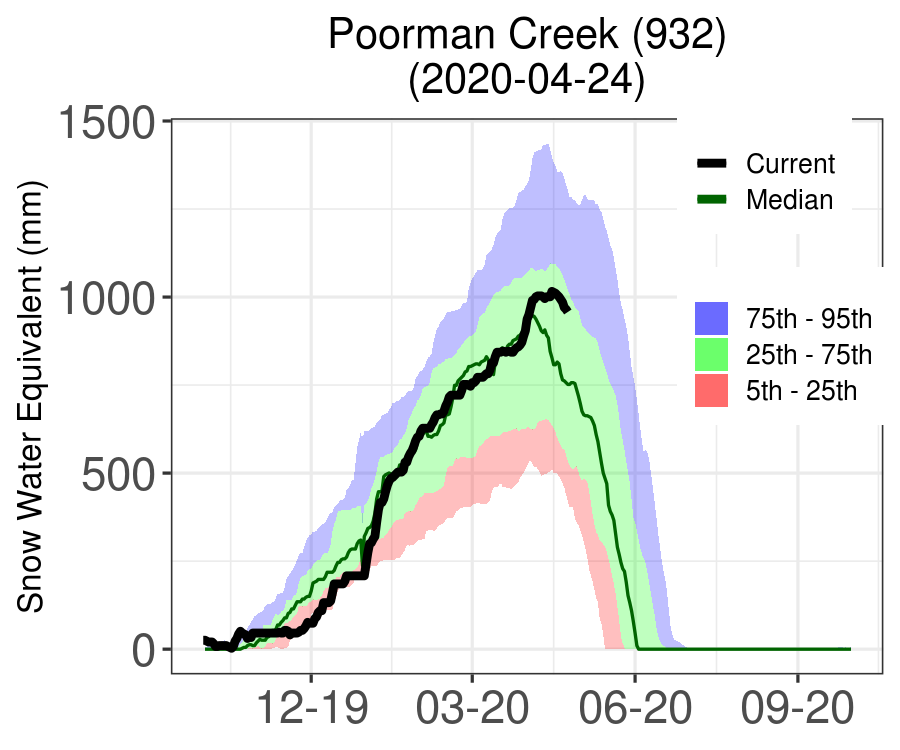 Poorman Creek (932)
(2020-04-24)
Snow Water Equivalent (mm)
1500
1000
500
0
12-19
03-20
06-20
09-20
Current
Median
75th - 95th
25th - 75th
5th - 25th